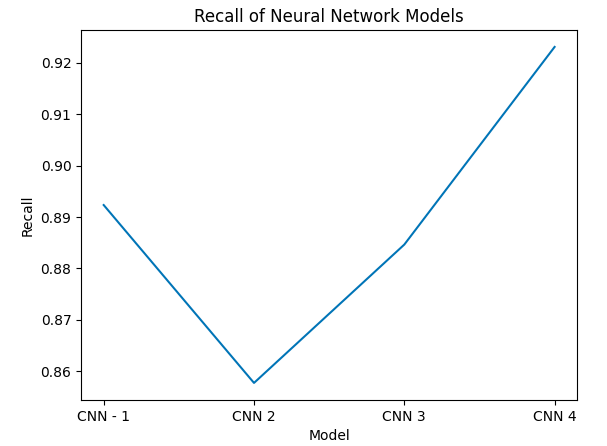 Recall of Neural Network Models
Recall
0.92
0.91
0.90
0.89
0.88
0.87
0.86
CNN - 1
CNN 2
CNN 3
CNN 4
Model